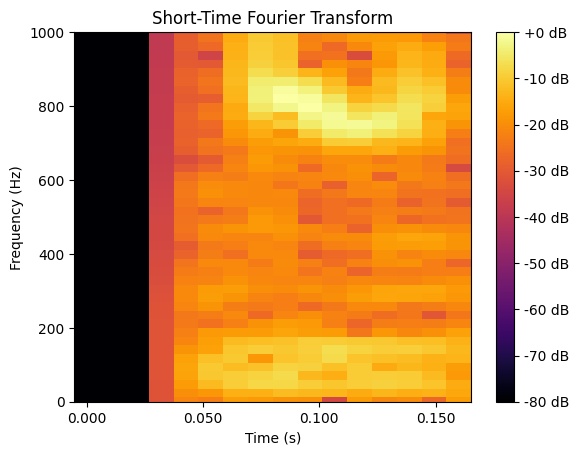 Short-Time Fourier Transform
1000
800
600
400
200
0
Frequency (Hz)
0.000
0.050
0.100
0.150
Time (s)
+0 dB
-10 dB
-20 dB
-30 dB
-40 dB
-50 dB
-60 dB
-70 dB
-80 dB